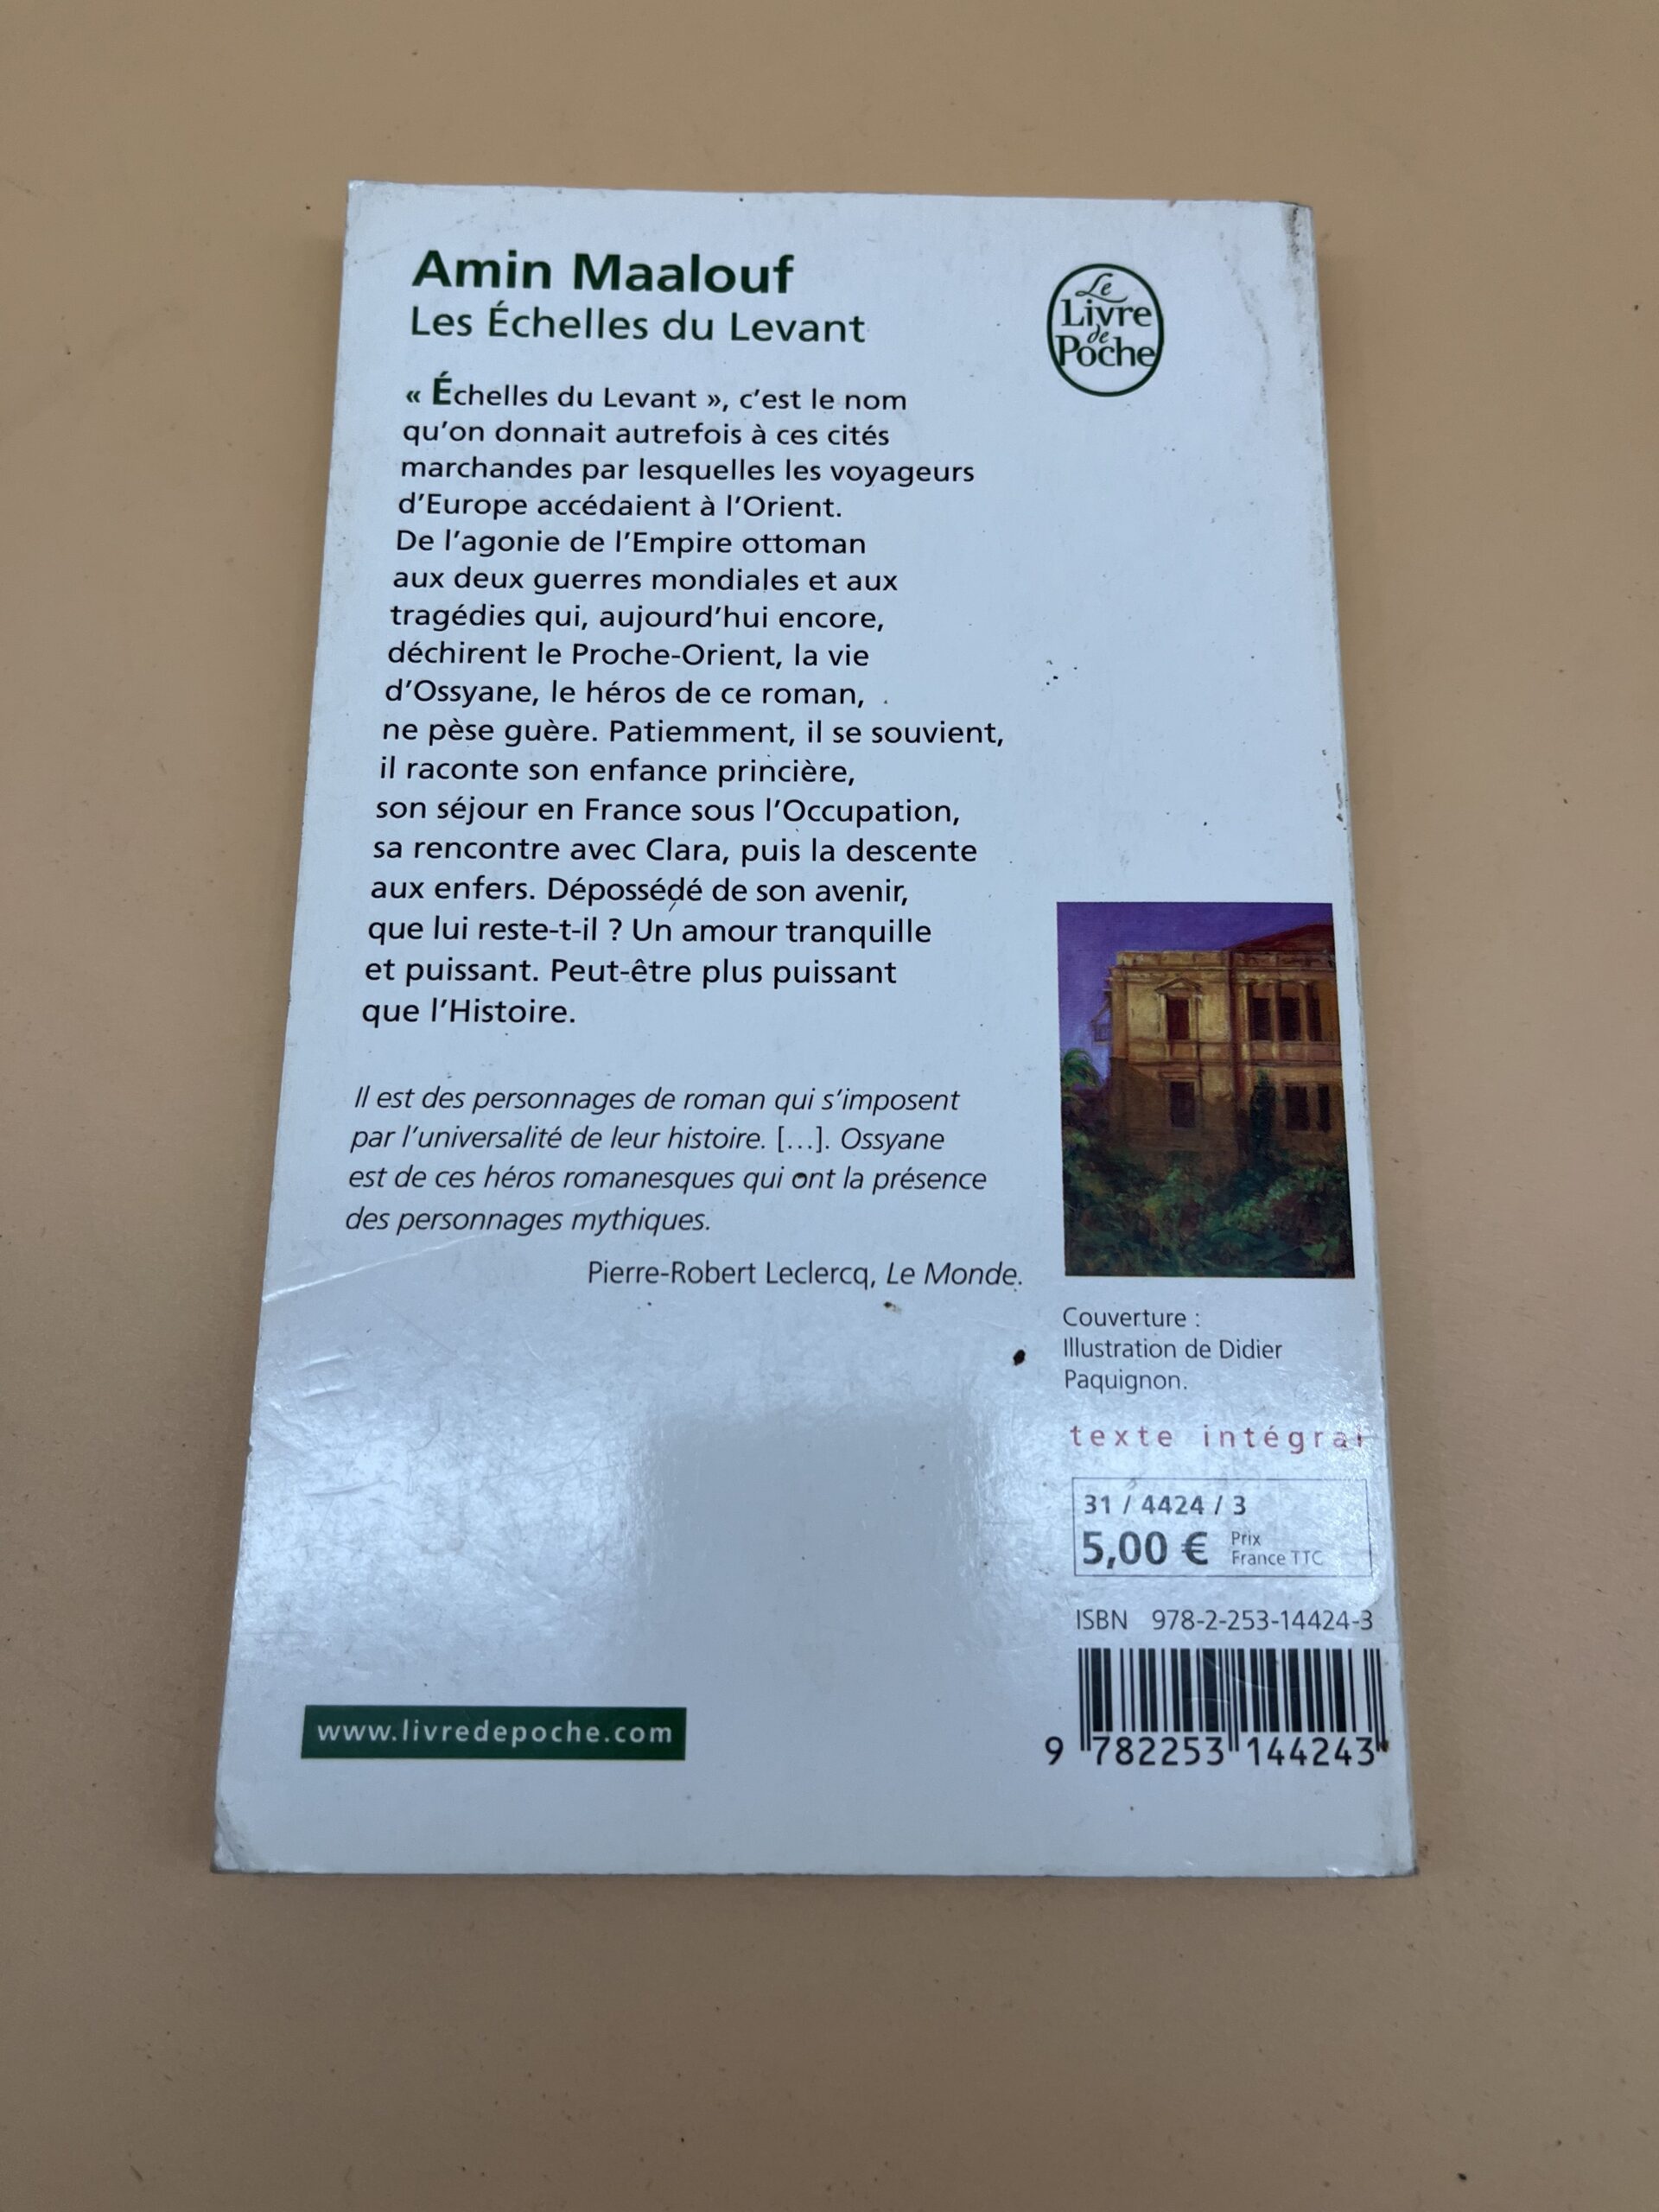 Amin Maalouf
Les Échelles du Levant
Le
Livre
de
Poche
« Échelles du Levant », c'est le nom
qu'on donnait autrefois à ces cités
marchandes par lesquelles les voyageurs
d'Europe accédaient à l'Orient.
De l'agonie de l'Empire ottoman
aux deux guerres mondiales et aux
tragédies qui, aujourd'hui encore,
déchirent le Proche-Orient, la vie
d'Ossyane, le héros de ce roman,
ne pèse guère. Patiemment, il se souvient,
il raconte son enfance princière,
son séjour en France sous l'Occupation,
sa rencontre avec Clara, puis la descente
aux enfers. Dépossédé de son avenir,
que lui reste-t-il ? Un amour tranquille
et puissant. Peut-être plus puissant
que l'Histoire.
Il est des personnages de roman qui s'imposent
par l'universalité de leur histoire. [...]. Ossyane
est de ces héros romanesques qui ont la présence
des personnages mythiques.
Pierre-Robert Leclercq, Le Monde.
Couverture :
Illustration de Didier
Paquignon.
texte intégral
31 / 4424 / 3
5,00 € Prix
France TTC
ISBN 978-2-253-14424-3
9 782253 144243
www.livredepoche.com